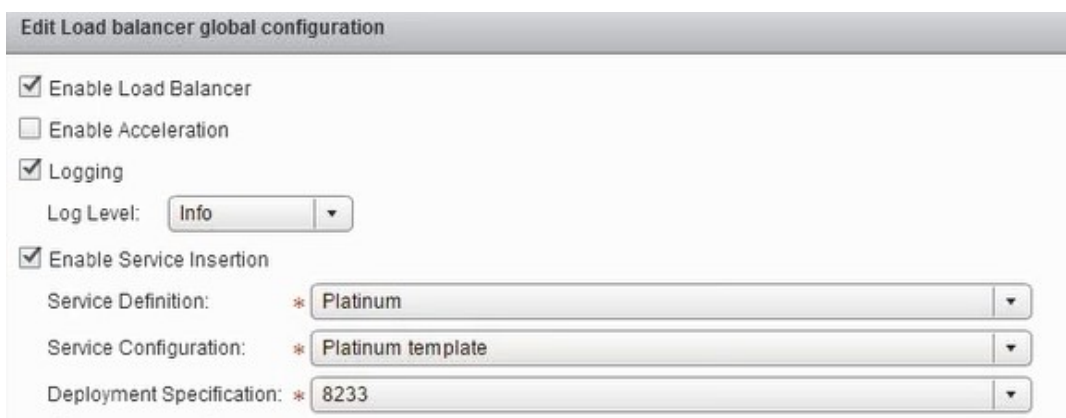 Edit Load balancer global configuration
Enable Load Balancer
Enable Acceleration
Logging
Log Level: Info
Enable Service Insertion
Service Definition: * Platinum
Service Configuration: * Platinum template
Deployment Specification: * 8233